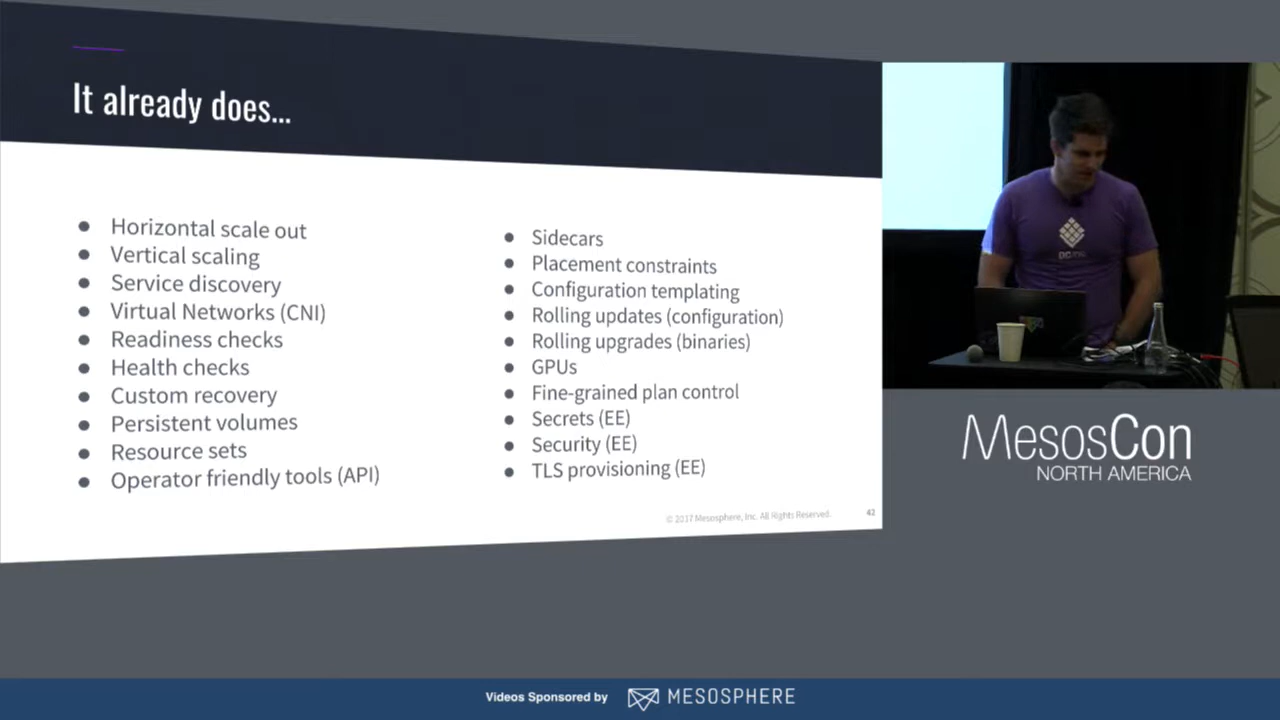 It already does...
Horizontal scale out
Vertical scaling
Service discovery
Virtual Networks (CNI)
Readiness checks
Health checks
Custom recovery
Persistent volumes
Resource sets
Operator friendly tools (API)
Sidecars
Placement constraints
Configuration templating
Rolling updates (configuration)
Rolling upgrades (binaries)
GPUs
Fine-grained plan control
Secrets (EE)
Security (EE)
TLS provisioning (EE)
© 2017 Mesosphere, Inc. All Rights Reserved.
42
MesosCon
NORTH AMERICA
Videos Sponsored by
MESOSPHERE